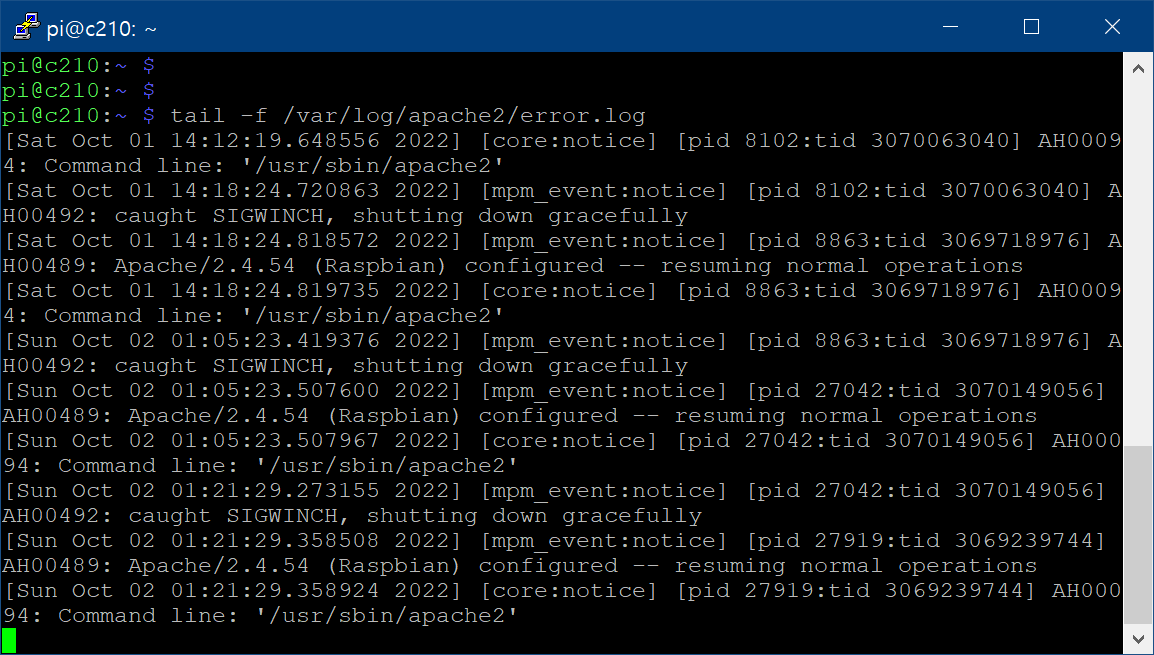 pi@c210: ~
pi@c210:~ $
pi@c210:~ $
pi@c210:~ $ tail -f /var/log/apache2/error.log
[Sat Oct 01 14:12:19.648556 2022] [core:notice] [pid 8102:tid 3070063040] AH0009
4: Command line: '/usr/sbin/apache2'
[Sat Oct 01 14:18:24.720863 2022] [mpm_event:notice] [pid 8102:tid 3070063040] A
H00492: caught SIGWINCH, shutting down gracefully
[Sat Oct 01 14:18:24.818572 2022] [mpm_event:notice] [pid 8863:tid 3069718976] A
H00489: Apache/2.4.54 (Raspbian) configured -- resuming normal operations
[Sat Oct 01 14:18:24.819735 2022] [core:notice] [pid 8863:tid 3069718976] AH0009
4: Command line: '/usr/sbin/apache2'
[Sun Oct 02 01:05:23.419376 2022] [mpm_event:notice] [pid 8863:tid 3069718976] A
H00492: caught SIGWINCH, shutting down gracefully
[Sun Oct 02 01:05:23.507600 2022] [mpm_event:notice] [pid 27042:tid 3070149056]
AH00489: Apache/2.4.54 (Raspbian) configured -- resuming normal operations
[Sun Oct 02 01:05:23.507967 2022] [core:notice] [pid 27042:tid 3070149056] AH000
94: Command line: '/usr/sbin/apache2'
[Sun Oct 02 01:21:29.273155 2022] [mpm_event:notice] [pid 27042:tid 3070149056]
AH00492: caught SIGWINCH, shutting down gracefully
[Sun Oct 02 01:21:29.358508 2022] [mpm_event:notice] [pid 27919:tid 3069239744]
AH00489: Apache/2.4.54 (Raspbian) configured -- resuming normal operations
[Sun Oct 02 01:21:29.358924 2022] [core:notice] [pid 27919:tid 3069239744] AH000
94: Command line: '/usr/sbin/apache2'